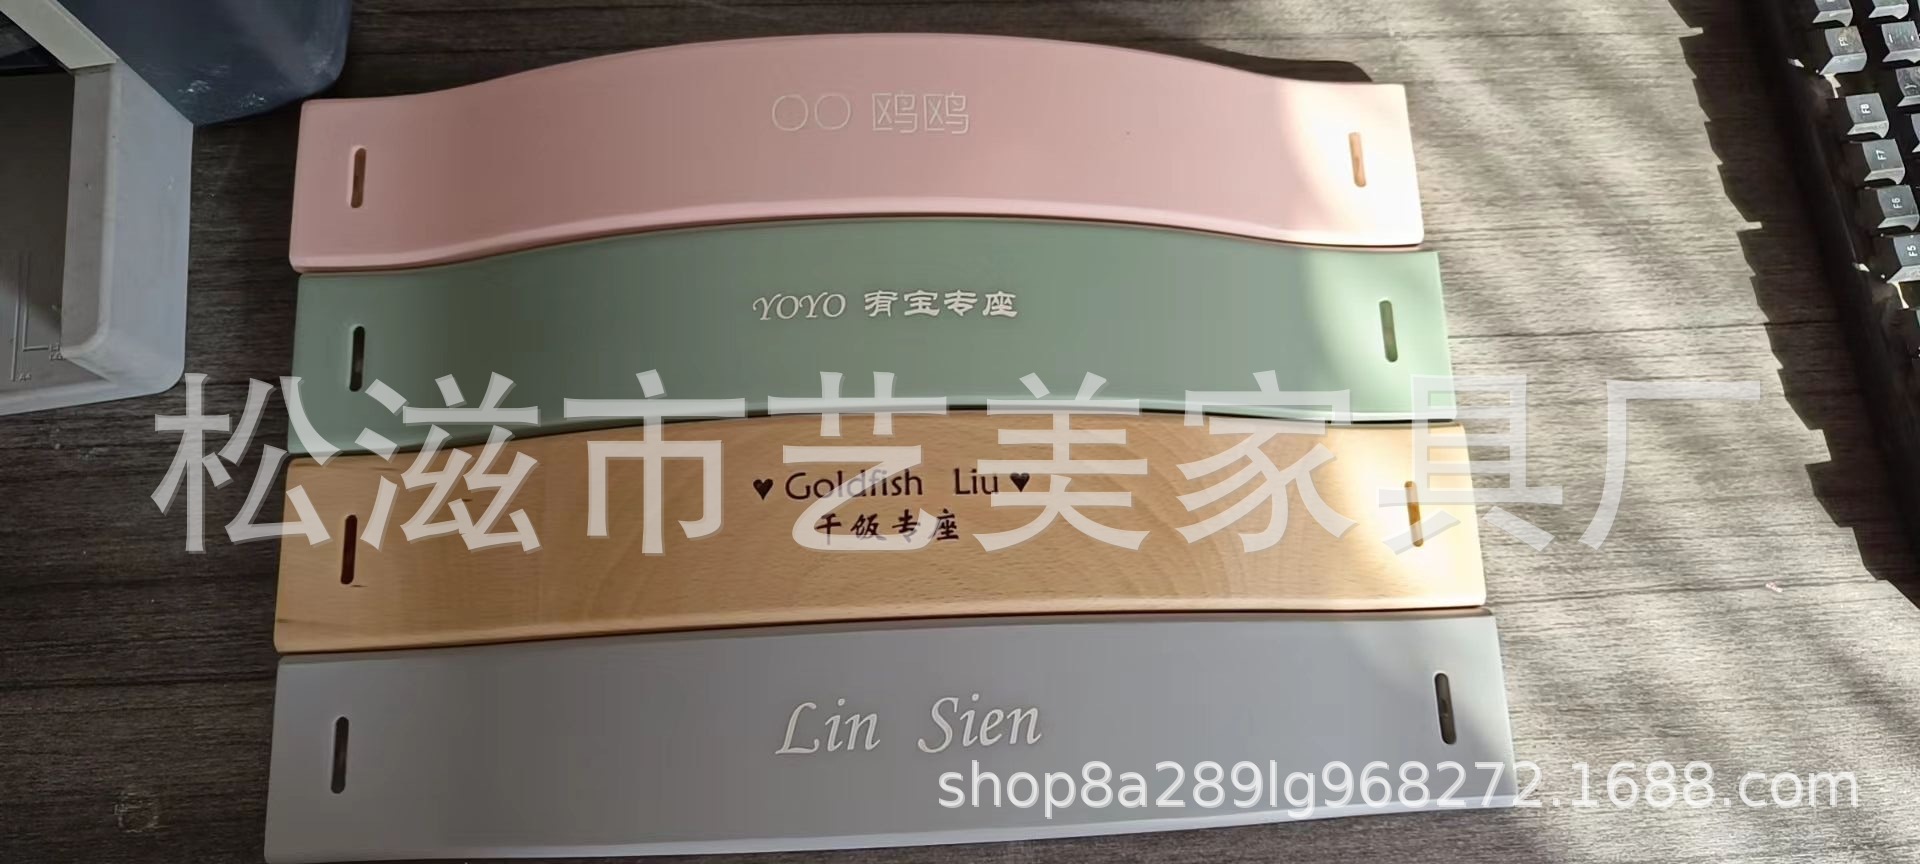 ○○ 鸥鸥
YOYO 宥宝专座
松滋市艺美家具厂
♥ Goldfish Liu ♥
干饭专座
Lin Sien
shop8a289lg968272.1688.com